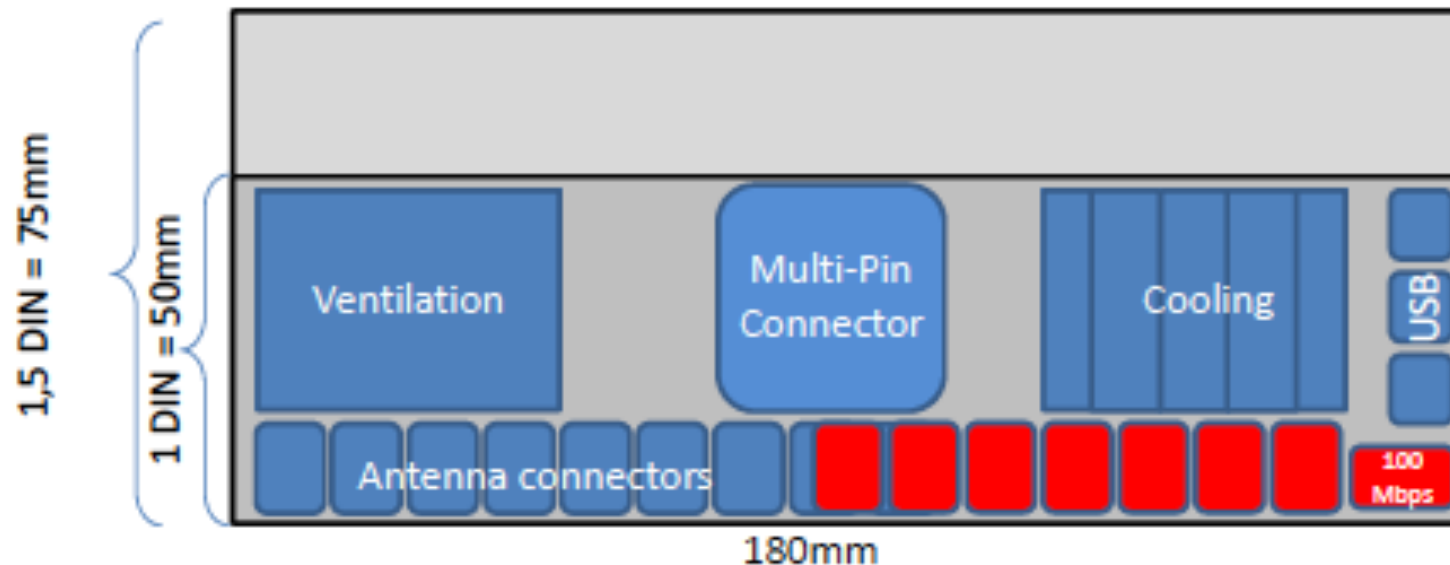 1,5 DIN = 75mm
1 DIN = 50mm
Ventilation
Multi-Pin
Connector
Cooling
USB
Antenna connectors
100
Mbps
180mm